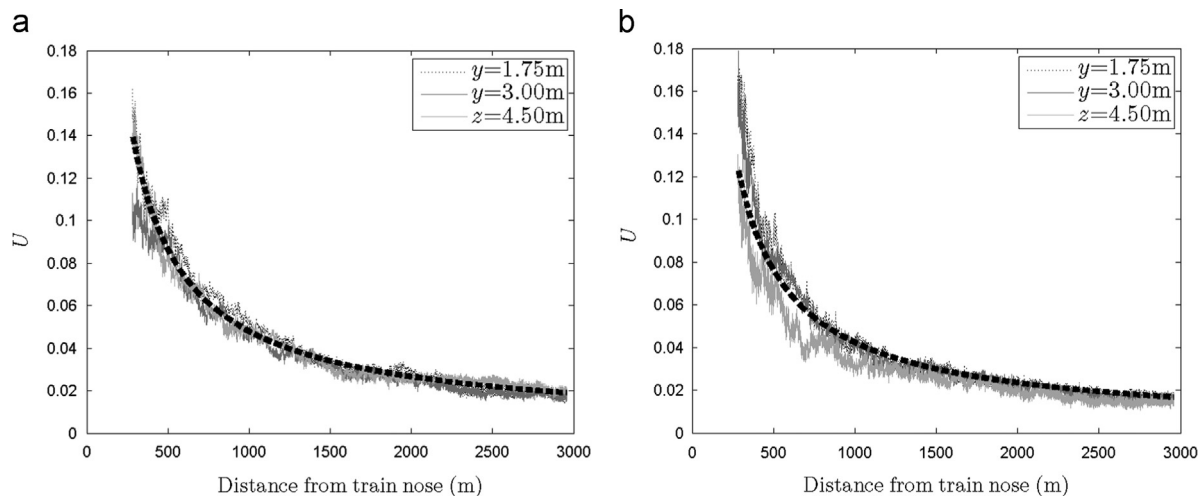 a
0.18
0.16
0.14
0.12
0.1
0.08
0.06
0.04
0.02
0
U
y=1.75m
y=3.00m
z=4.50m
0 500 1000 1500 2000 2500 3000
Distance from train nose (m)
b
0.18
0.16
0.14
0.12
0.1
0.08
0.06
0.04
0.02
0
U
y=1.75m
y=3.00m
z=4.50m
0 500 1000 1500 2000 2500 3000
Distance from train nose (m)